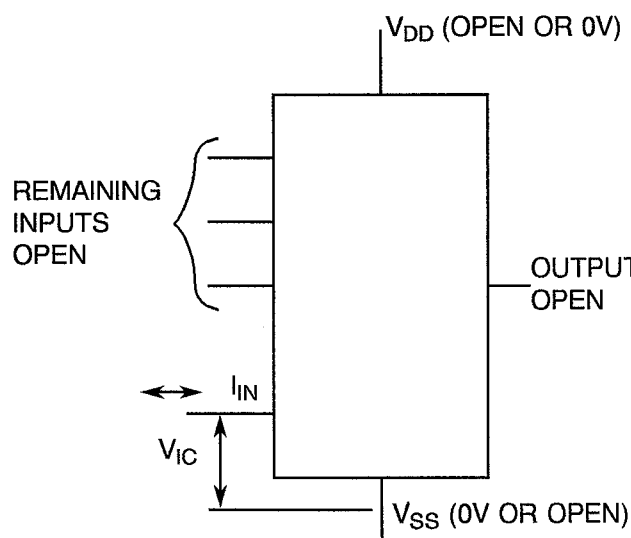 VDD (OPEN OR 0V)
REMAINING
INPUTS
OPEN
OUTPUT
OPEN
IIN
VIC
VSS (0V OR OPEN)